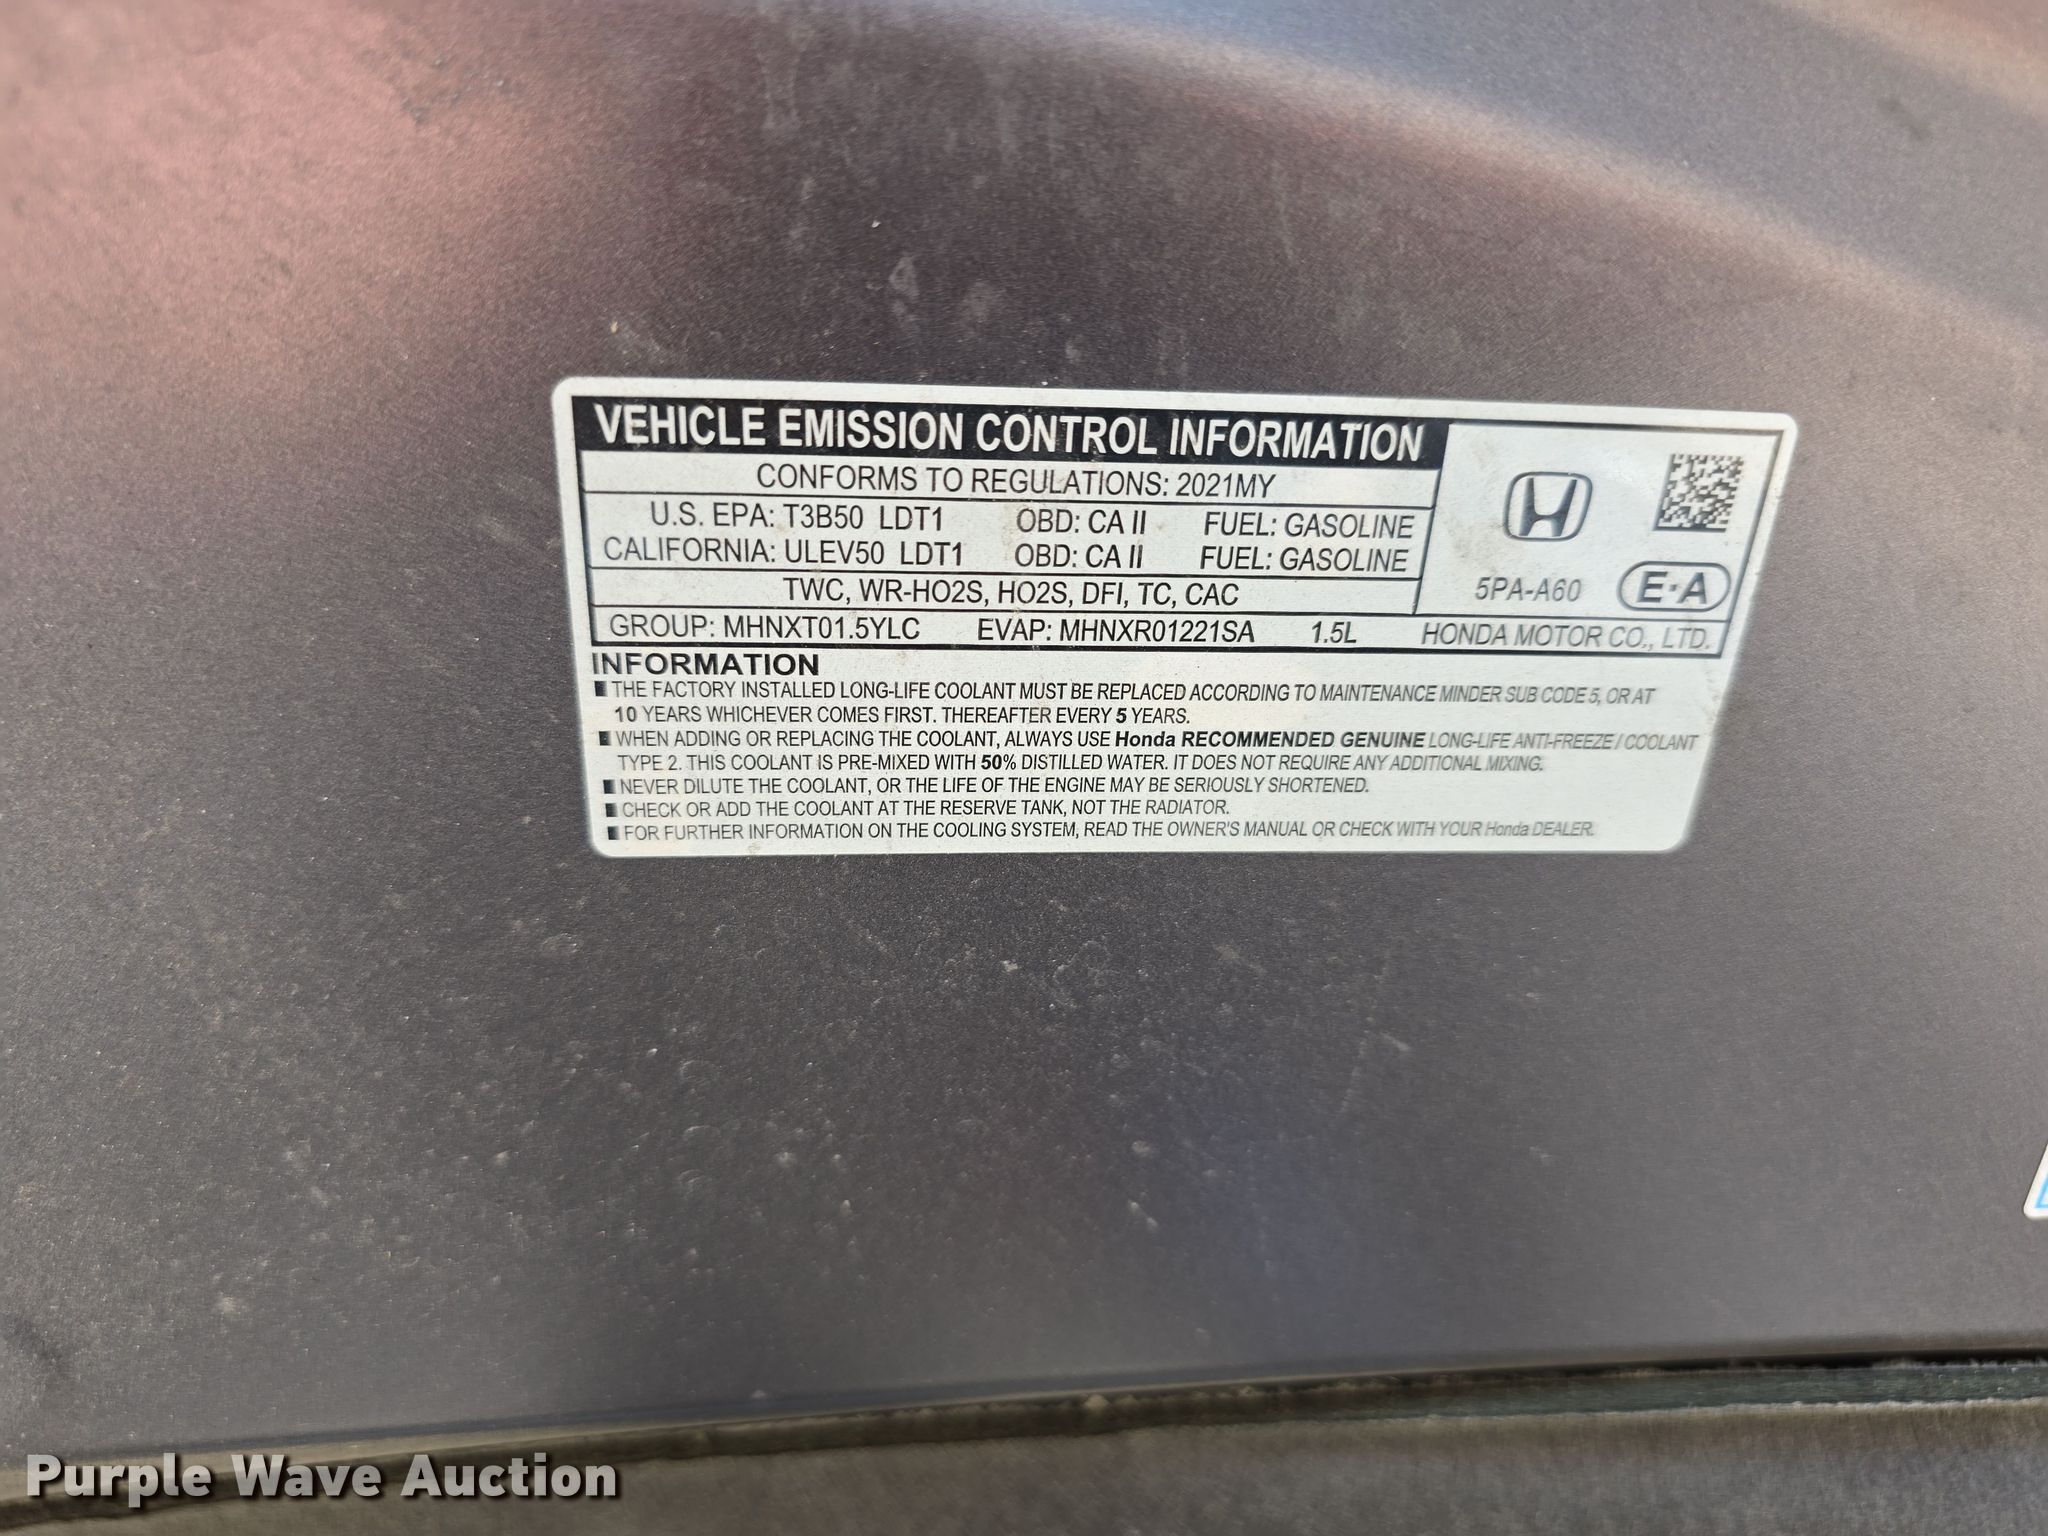 VEHICLE EMISSION CONTROL INFORMATION
CONFORMS TO REGULATIONS: 2021MY
U.S. EPA: T3B50 LDT1 OBD: CA II FUEL: GASOLINE
CALIFORNIA: ULEV50 LDT1 OBD: CA II FUEL: GASOLINE
5PA-A60 E·A
TWC, WR-HO2S, HO2S, DFI, TC, CAC
GROUP: MHNXT01.5YLC EVAP: MHNXR01221SA 1.5L HONDA MOTOR CO., LTD.
INFORMATION
■ THE FACTORY INSTALLED LONG-LIFE COOLANT MUST BE REPLACED ACCORDING TO MAINTENANCE MINDER SUB CODE 5, OR AT
10 YEARS WHICHEVER COMES FIRST. THEREAFTER EVERY 5 YEARS.
■ WHEN ADDING OR REPLACING THE COOLANT, ALWAYS USE Honda RECOMMENDED GENUINE LONG-LIFE ANTI-FREEZE / COOLANT
TYPE 2. THIS COOLANT IS PRE-MIXED WITH 50% DISTILLED WATER. IT DOES NOT REQUIRE ANY ADDITIONAL MIXING.
■ NEVER DILUTE THE COOLANT, OR THE LIFE OF THE ENGINE MAY BE SERIOUSLY SHORTENED.
■ CHECK OR ADD THE COOLANT AT THE RESERVE TANK, NOT THE RADIATOR.
■ FOR FURTHER INFORMATION ON THE COOLING SYSTEM, READ THE OWNER'S MANUAL OR CHECK WITH YOUR Honda DEALER.
Purple Wave Auction